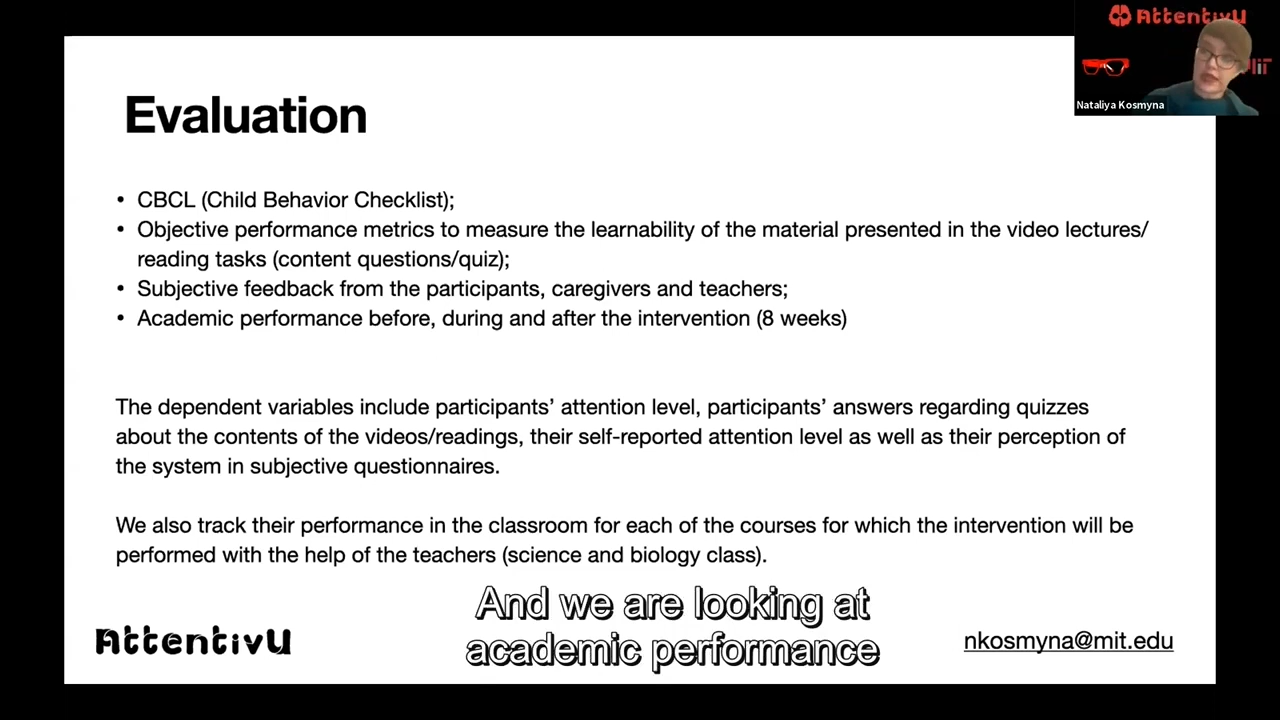 AttentivU
MIT
Nataliya Kosmyna
Evaluation
• CBCL (Child Behavior Checklist);
• Objective performance metrics to measure the learnability of the material presented in the video lectures/
reading tasks (content questions/quiz);
• Subjective feedback from the participants, caregivers and teachers;
• Academic performance before, during and after the intervention (8 weeks)
The dependent variables include participants’ attention level, participants’ answers regarding quizzes
about the contents of the videos/readings, their self-reported attention level as well as their perception of
the system in subjective questionnaires.
We also track their performance in the classroom for each of the courses for which the intervention will be
performed with the help of the teachers (science and biology class).
And we are looking at
academic performance
AttentivU
nkosmyna@mit.edu